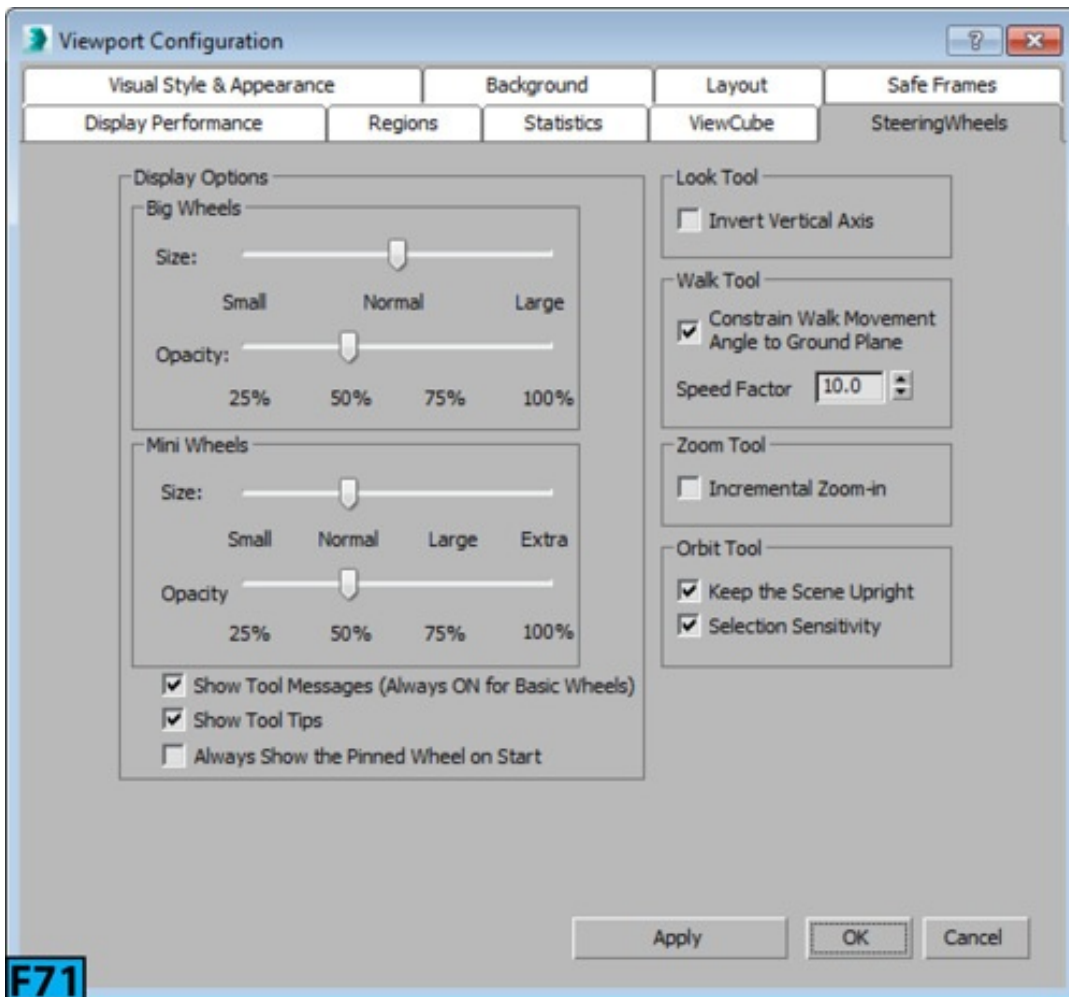 Viewport Configuration
Visual Style & Appearance Background Layout Safe Frames
Display Performance Regions Statistics ViewCube SteeringWheels
Display Options
Big Wheels
Size:
Small Normal Large
Opacity:
25% 50% 75% 100%
Mini Wheels
Size:
Small Normal Large Extra
Opacity
25% 50% 75% 100%
Show Tool Messages (Always ON for Basic Wheels)
Show Tool Tips
Always Show the Pinned Wheel on Start
Look Tool
Invert Vertical Axis
Walk Tool
Constrain Walk Movement
Angle to Ground Plane
Speed Factor 10.0
Zoom Tool
Incremental Zoom-in
Orbit Tool
Keep the Scene Upright
Selection Sensitivity
Apply OK Cancel
F71